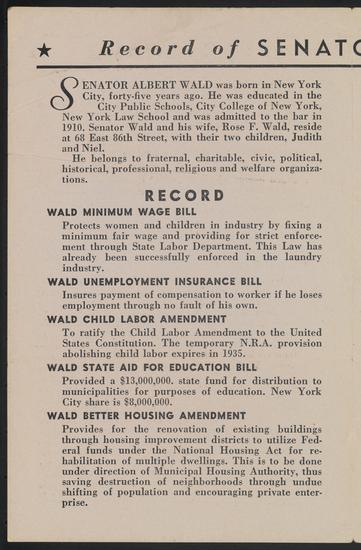 ★ Record of SENATO
SENATOR ALBERT WALD was born in New York
City, forty-five years ago. He was educated in the
City Public Schools, City College of New York,
New York Law School and was admitted to the bar in
1910. Senator Wald and his wife, Rose F. Wald, reside
at 68 East 86th Street, with their two children, Judith
and Niel.
He belongs to fraternal, charitable, civic, political,
historical, professional, religious and welfare organiza-
tions.
RECORD
WALD MINIMUM WAGE BILL
Protects women and children in industry by fixing a
minimum fair wage and providing for strict enforce-
ment through State Labor Department. This Law has
already been successfully enforced in the laundry
industry.
WALD UNEMPLOYMENT INSURANCE BILL
Insures payment of compensation to worker if he loses
employment through no fault of his own.
WALD CHILD LABOR AMENDMENT
To ratify the Child Labor Amendment to the United
States Constitution. The temporary N.R.A. provision
abolishing child labor expires in 1935.
WALD STATE AID FOR EDUCATION BILL
Provided a $13,000,000. state fund for distribution to
municipalities for purposes of education. New York
City share is $8,000,000.
WALD BETTER HOUSING AMENDMENT
Provides for the renovation of existing buildings
through housing improvement districts to utilize Fed-
eral funds under the National Housing Act for re-
habilitation of multiple dwellings. This is to be done
under direction of Municipal Housing Authority, thus
saving destruction of neighborhoods through undue
shifting of population and encouraging private enter-
prise.